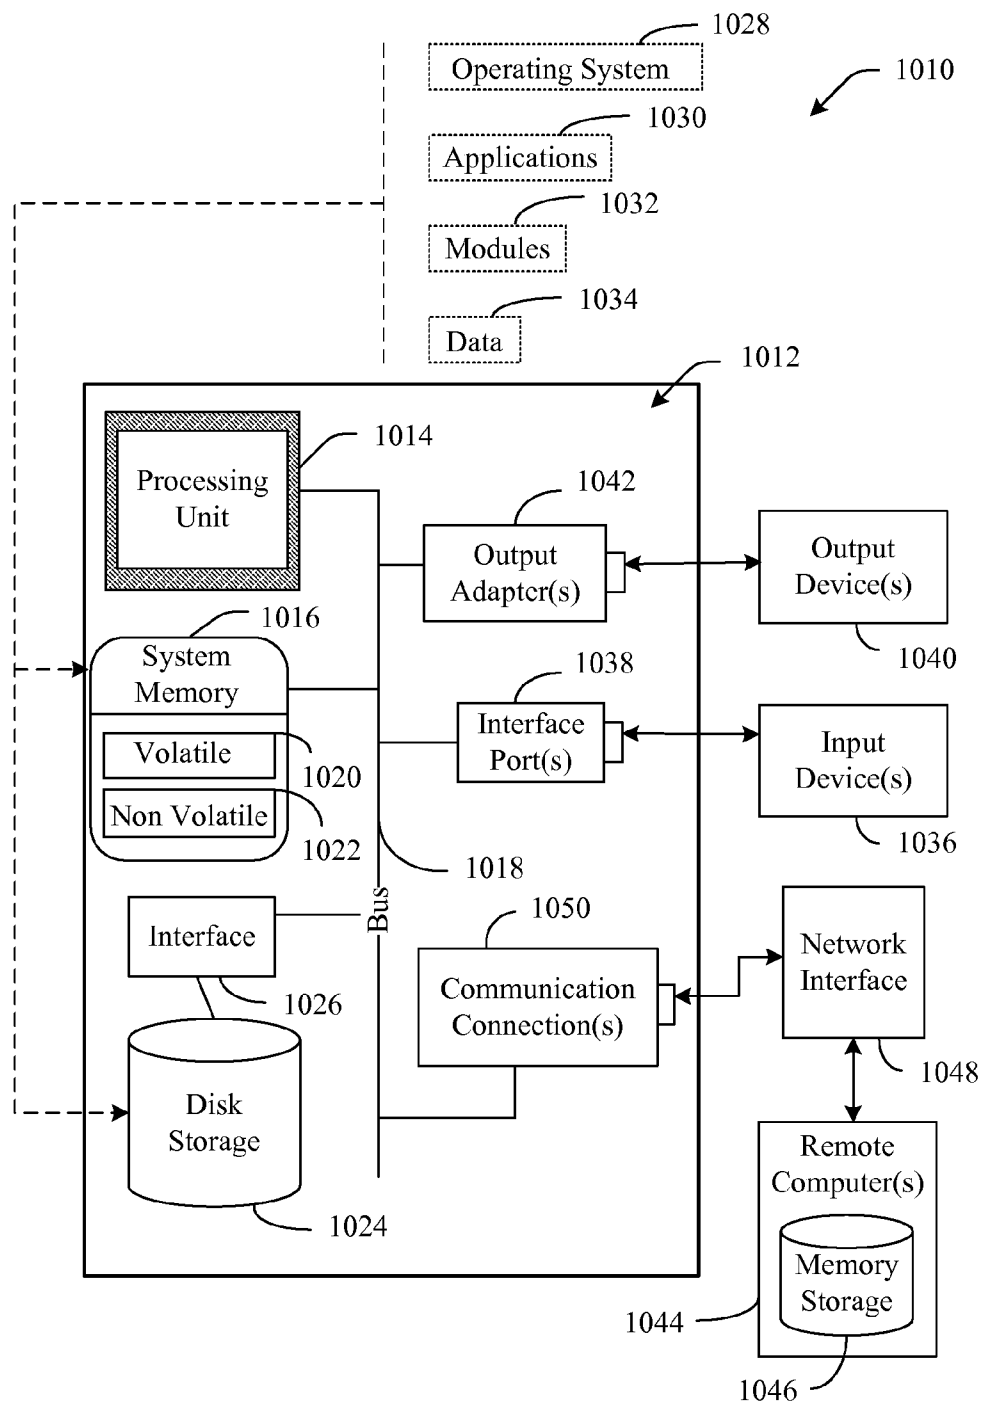 1028
Operating System
1010
1030
Applications
1032
Modules
1034
Data
1012
1014
Processing
Unit
1042
Output
Adapter(s)
Output
Device(s)
1040
1016
System
Memory
1038
Interface
Port(s)
Input
Device(s)
1036
Volatile
1020
Non Volatile
1022
1018
Bus
Interface
1026
1050
Communication
Connection(s)
Network
Interface
1048
Disk
Storage
1024
Remote
Computer(s)
Memory
Storage
1044
1046